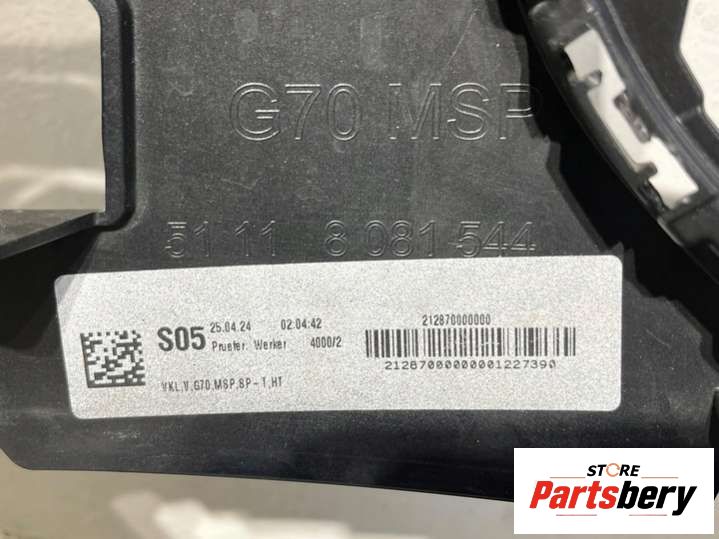 G70 MSP
51 11 8 081 544
S05 25.04.24 02:04:42
Pruefer. Werker 4000/2
VKL,V,G70,MSP,SP-T,HT
212870000000
2128700000001227390
STORE
Partsbery